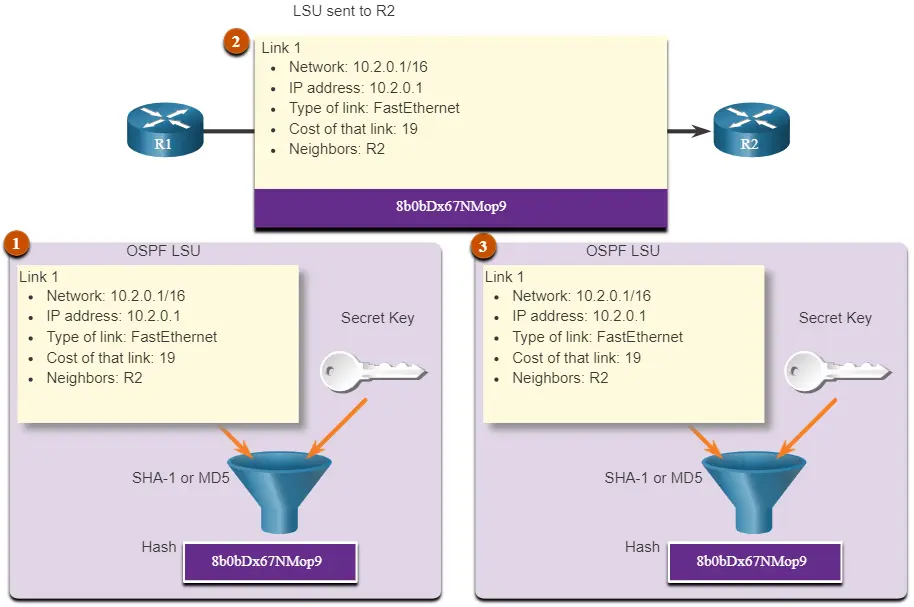 LSU sent to R2
2
Link 1
• Network: 10.2.0.1/16
• IP address: 10.2.0.1
• Type of link: FastEthernet
• Cost of that link: 19
• Neighbors: R2
R1
R2
8b0bDx67NMop9
1
OSPF LSU
Link 1
• Network: 10.2.0.1/16
• IP address: 10.2.0.1
• Type of link: FastEthernet
• Cost of that link: 19
• Neighbors: R2
Secret Key
SHA-1 or MD5
Hash
8b0bDx67NMop9
3
OSPF LSU
Link 1
• Network: 10.2.0.1/16
• IP address: 10.2.0.1
• Type of link: FastEthernet
• Cost of that link: 19
• Neighbors: R2
Secret Key
SHA-1 or MD5
Hash
8b0bDx67NMop9